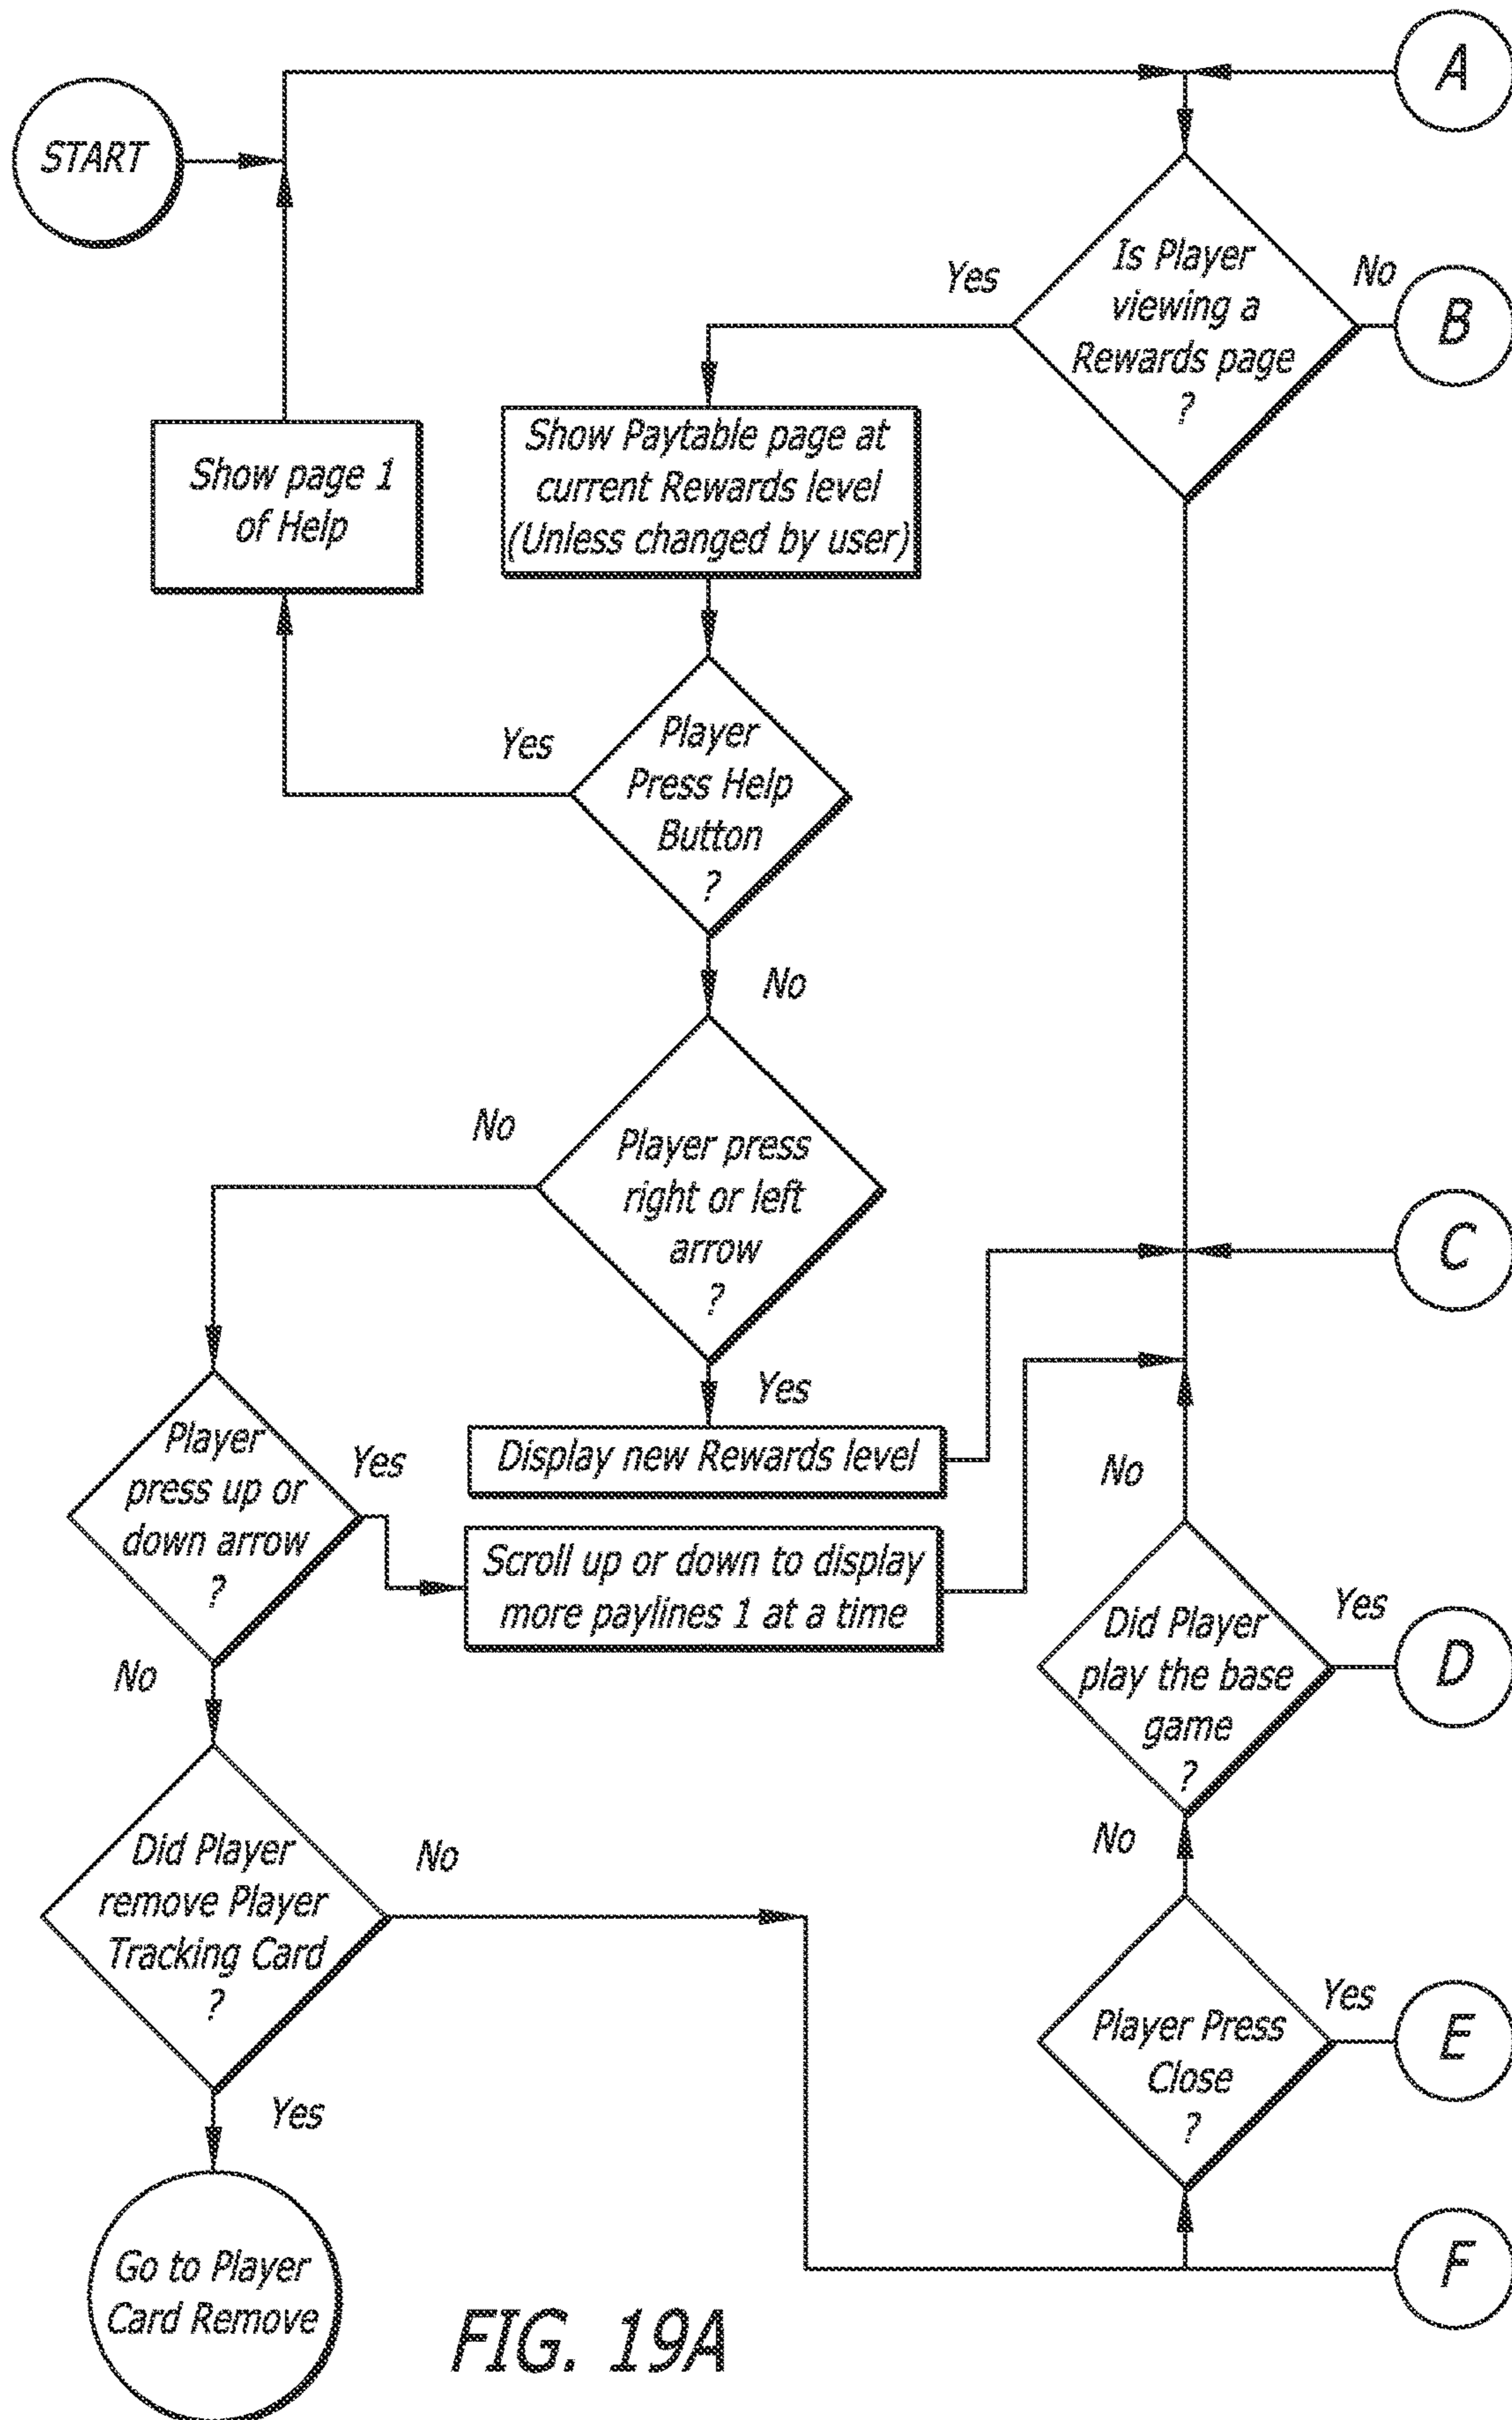 A
START
Is Player
viewing a
Rewards page
?
Yes
No
B
Show page 1
of Help
Show Paytable page at
current Rewards level
(Unless changed by user)
Player
Press Help
Button
?
Yes
No
Player press
right or left
arrow
?
No
C
Yes
Player
press up or
down arrow
?
Yes
Display new Rewards level
No
Scroll up or down to display
more paylines 1 at a time
Did Player
play the base
game
?
Yes
D
No
No
Did Player
remove Player
Tracking Card
?
No
Player Press
Close
?
Yes
E
Yes
Go to Player
Card Remove
F
FIG. 19A